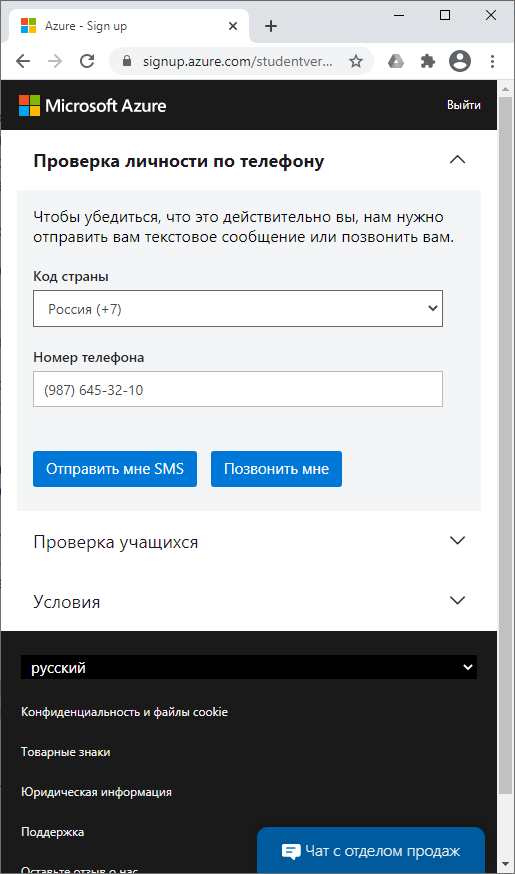 Azure - Sign up
signup.azure.com/studentver...
Microsoft Azure
Выйти
Проверка личности по телефону
Чтобы убедиться, что это действительно вы, нам нужно
отправить вам текстовое сообщение или позвонить вам.
Код страны
Россия (+7)
Номер телефона
(987) 645-32-10
Отправить мне SMS
Позвонить мне
Проверка учащихся
Условия
русский
Конфиденциальность и файлы cookie
Товарные знаки
Юридическая информация
Поддержка
Чат с отделом продаж
Оставьте отзыв о нас